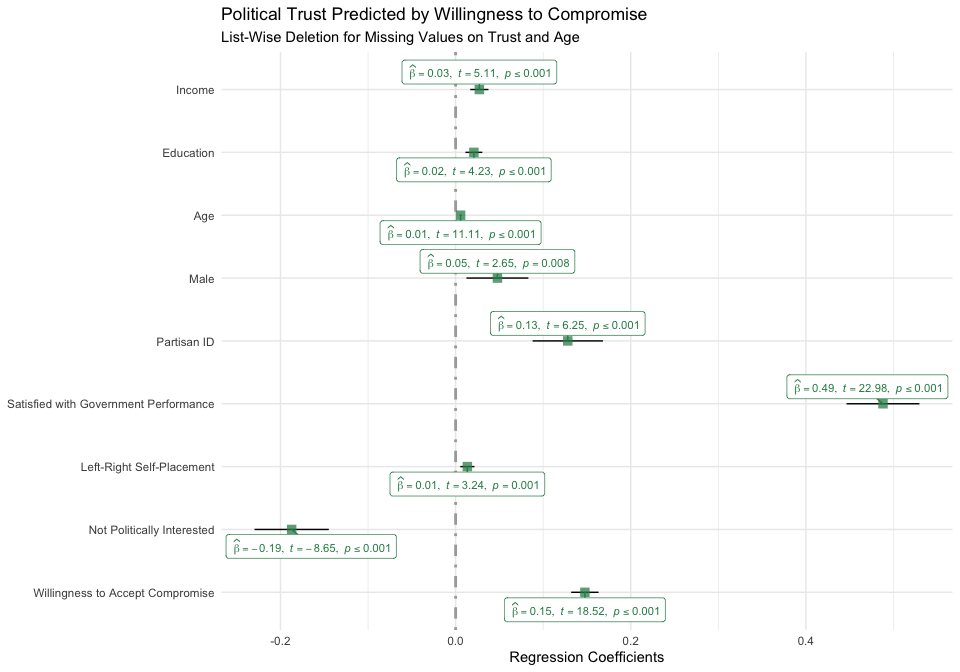 Political Trust Predicted by Willingness to Compromise
List-Wise Deletion for Missing Values on Trust and Age
β̂ = 0.03, t = 5.11, p ≤ 0.001
Income
Education
β̂ = 0.02, t = 4.23, p ≤ 0.001
Age
β̂ = 0.01, t = 11.11, p ≤ 0.001
β̂ = 0.05, t = 2.65, p = 0.008
Male
β̂ = 0.13, t = 6.25, p ≤ 0.001
Partisan ID
β̂ = 0.49, t = 22.98, p ≤ 0.001
Satisfied with Government Performance
Left-Right Self-Placement
β̂ = 0.01, t = 3.24, p = 0.001
Not Politically Interested
β̂ = −0.19, t = −8.65, p ≤ 0.001
Willingness to Accept Compromise
β̂ = 0.15, t = 18.52, p ≤ 0.001
-0.2 0.0 0.2 0.4
Regression Coefficients